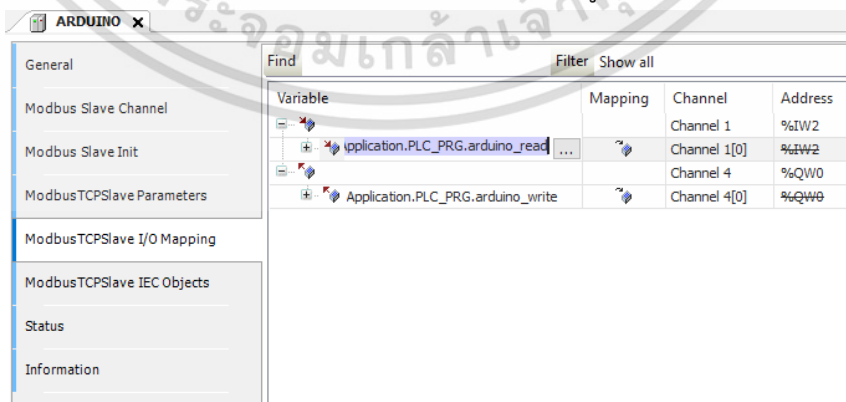 ARDUINO
General
Modbus Slave Channel
Modbus Slave Init
ModbusTCPSlave Parameters
ModbusTCPSlave I/O Mapping
ModbusTCPSlave IEC Objects
Status
Information
Find Filter Show all
Variable Mapping Channel Address
Channel 1 %IW2
Application.PLC_PRG.arduino_read ... Channel 1[0] %IW2
Channel 4 %QW0
Application.PLC_PRG.arduino_write Channel 4[0] %QW0